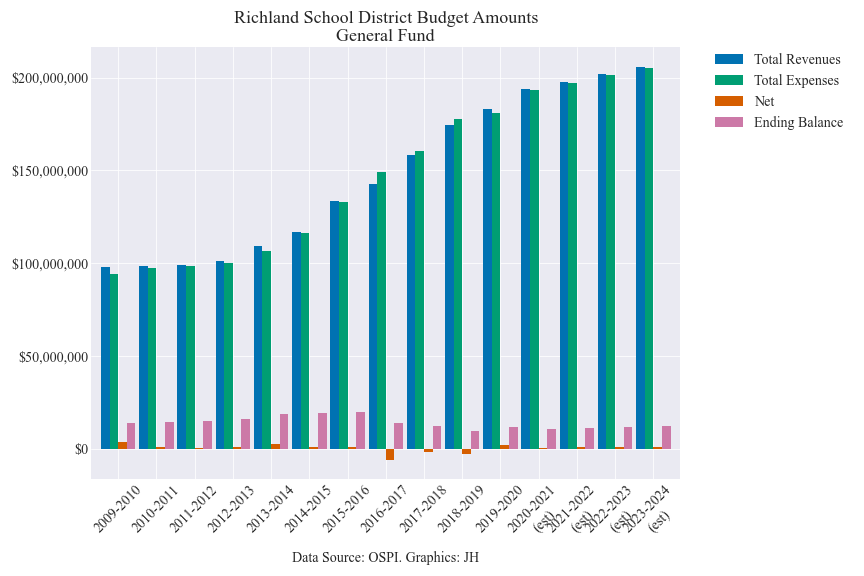 Richland School District Budget Amounts
General Fund
Total Revenues
Total Expenses
Net
Ending Balance
$200,000,000
$150,000,000
$100,000,000
$50,000,000
$0
2009-2010
2010-2011
2011-2012
2012-2013
2013-2014
2014-2015
2015-2016
2016-2017
2017-2018
2018-2019
2019-2020
2020-2021
(est)
2021-2022
(est)
2022-2023
(est)
2023-2024
(est)
Data Source: OSPI. Graphics: JH